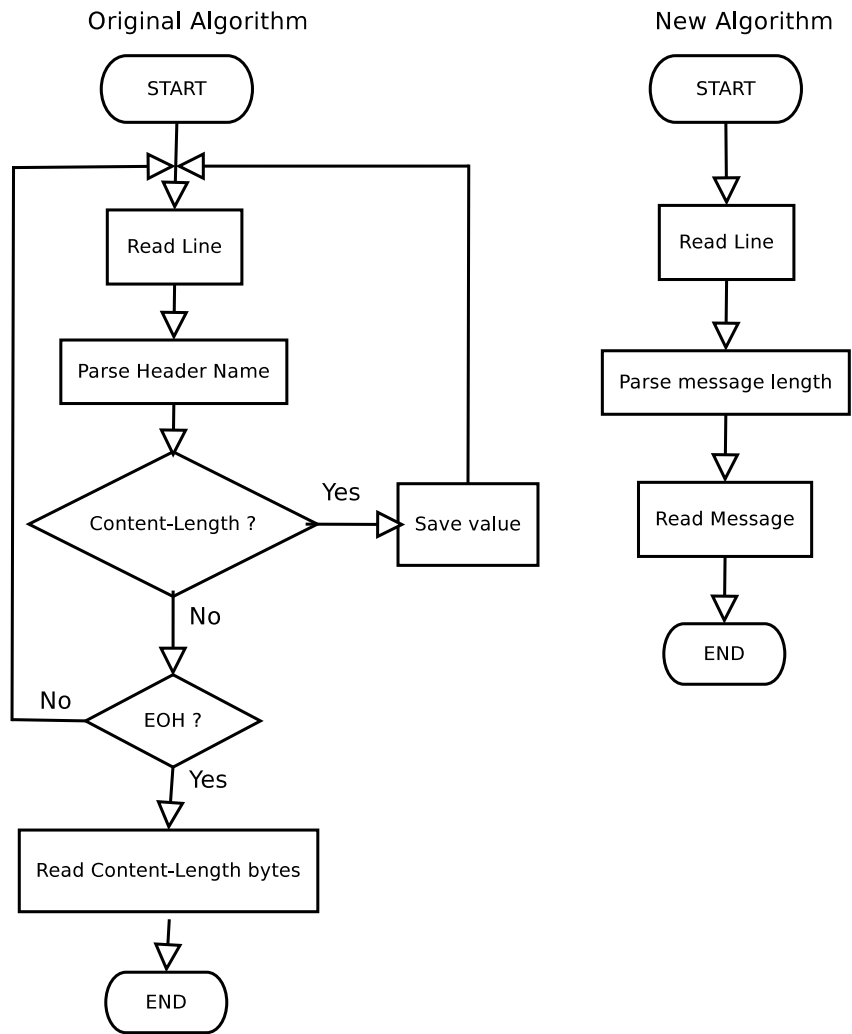 Original Algorithm
START
Read Line
Parse Header Name
Content-Length ?
Yes
Save value
No
EOH ?
No
Yes
Read Content-Length bytes
END
New Algorithm
START
Read Line
Parse message length
Read Message
END